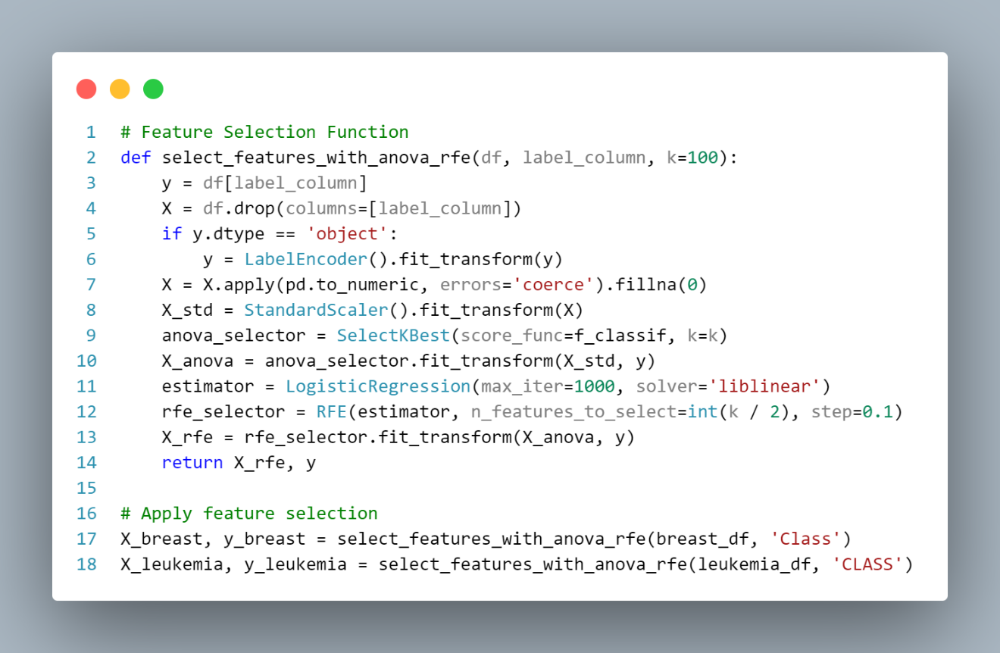 1 # Feature Selection Function
2 def select_features_with_anova_rfe(df, label_column, k=100):
3     y = df[label_column]
4     X = df.drop(columns=[label_column])
5     if y.dtype == 'object':
6         y = LabelEncoder().fit_transform(y)
7     X = X.apply(pd.to_numeric, errors='coerce').fillna(0)
8     X_std = StandardScaler().fit_transform(X)
9     anova_selector = SelectKBest(score_func=f_classif, k=k)
10     X_anova = anova_selector.fit_transform(X_std, y)
11     estimator = LogisticRegression(max_iter=1000, solver='liblinear')
12     rfe_selector = RFE(estimator, n_features_to_select=int(k / 2), step=0.1)
13     X_rfe = rfe_selector.fit_transform(X_anova, y)
14     return X_rfe, y
15
16 # Apply feature selection
17 X_breast, y_breast = select_features_with_anova_rfe(breast_df, 'Class')
18 X_leukemia, y_leukemia = select_features_with_anova_rfe(leukemia_df, 'CLASS')